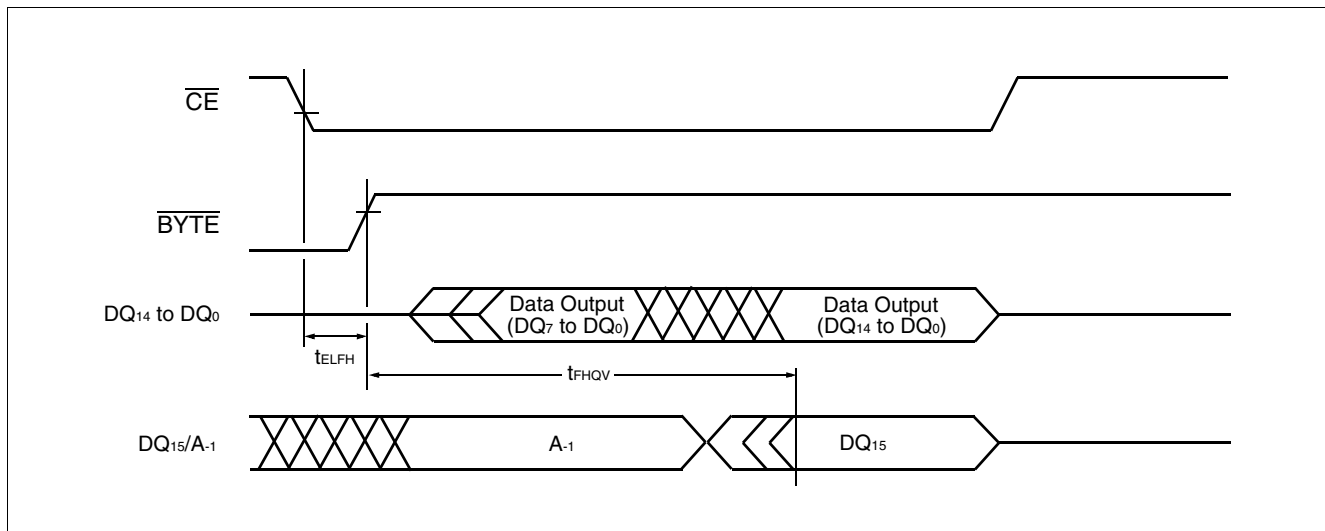 CE
BYTE
DQ14 to DQ0
Data Output
(DQ7 to DQ0)
Data Output
(DQ14 to DQ0)
tELFH
tFHQV
DQ15/A-1
A-1
DQ15